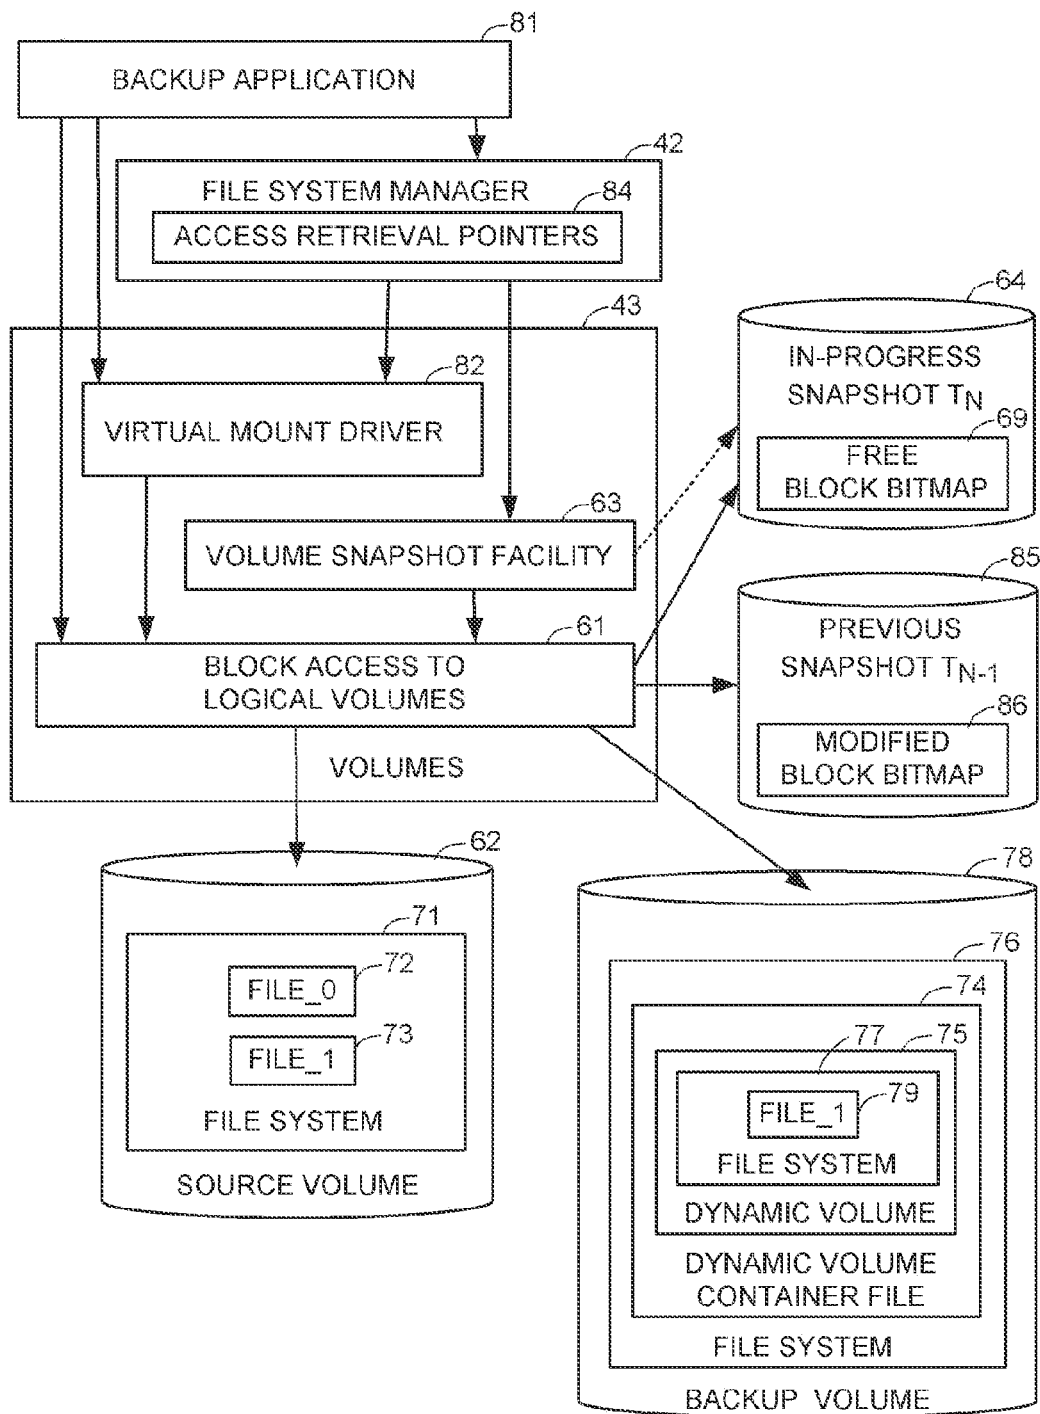 81
BACKUP APPLICATION
42
FILE SYSTEM MANAGER
84
ACCESS RETRIEVAL POINTERS
43
82
VIRTUAL MOUNT DRIVER
63
VOLUME SNAPSHOT FACILITY
61
BLOCK ACCESS TO
LOGICAL VOLUMES
VOLUMES
64
IN-PROGRESS
SNAPSHOT TN
69
FREE
BLOCK BITMAP
85
PREVIOUS
SNAPSHOT TN-1
86
MODIFIED
BLOCK BITMAP
62
71
72
FILE_0
73
FILE_1
FILE SYSTEM
SOURCE VOLUME
78
76
74
75
77
79
FILE_1
FILE SYSTEM
DYNAMIC VOLUME
DYNAMIC VOLUME
CONTAINER FILE
FILE SYSTEM
BACKUP VOLUME